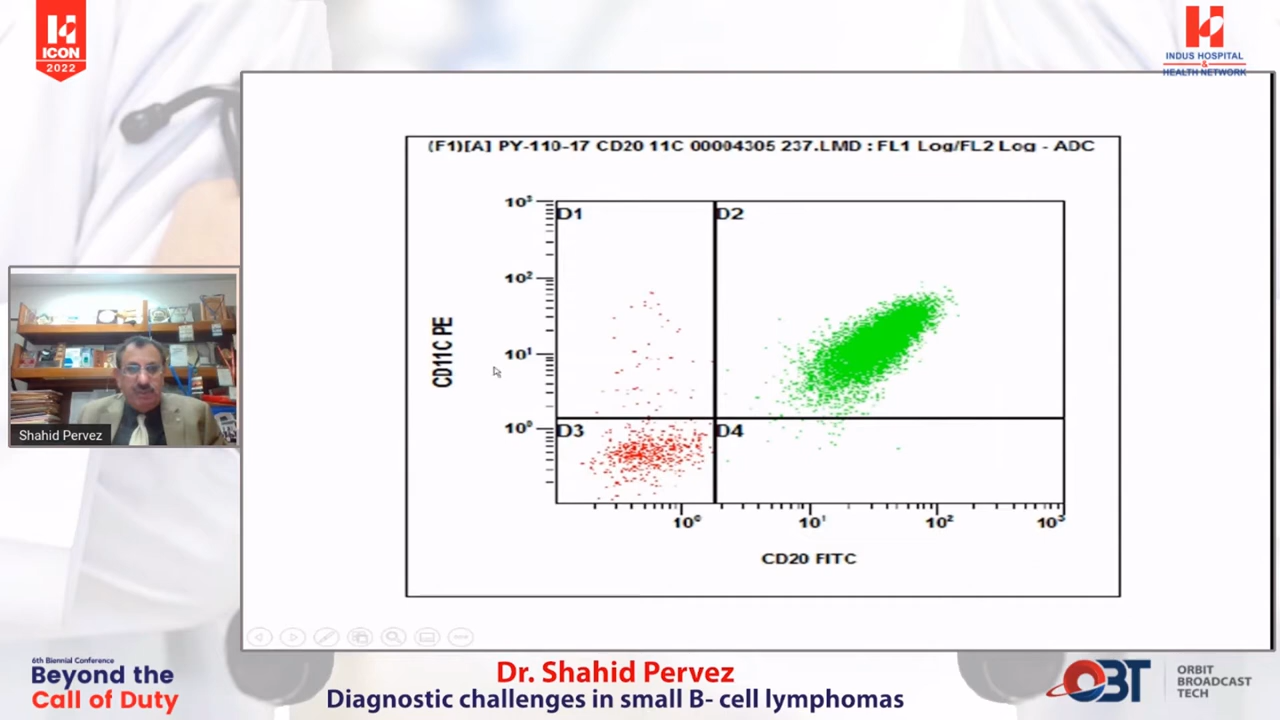 ICON
2022
INDUS HOSPITAL
&
HEALTH NETWORK
(F1)[A] PY-110-17 CD20 11C 00004305 237.LMD : FL1 Log/FL2 Log - ADC
10³
D1
D2
10²
CD11C PE
10¹
10⁰
D3
D4
10⁰
10¹
10²
10³
CD20 FITC
Shahid Pervez
6th Biennial Conference
Beyond the
Call of Duty
Dr. Shahid Pervez
Diagnostic challenges in small B- cell lymphomas
OBT
ORBIT
BROADCAST
TECH